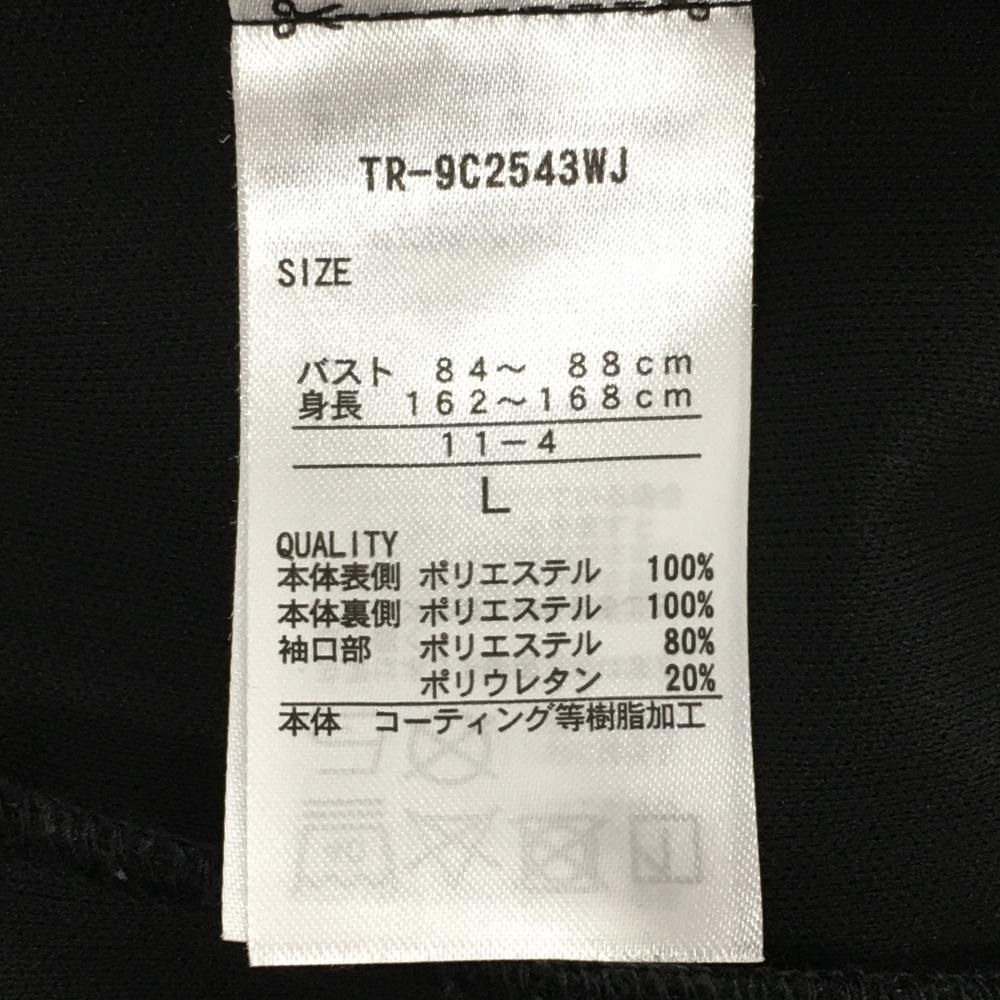 TR-9C2543WJ
SIZE
バスト 84～ 88cm
身長 162～168cm
11-4
L
QUALITY
本体表側 ポリエステル 100%
本体裏側 ポリエステル 100%
袖口部 ポリエステル 80%
ポリウレタン 20%
本体 コーティング等樹脂加工